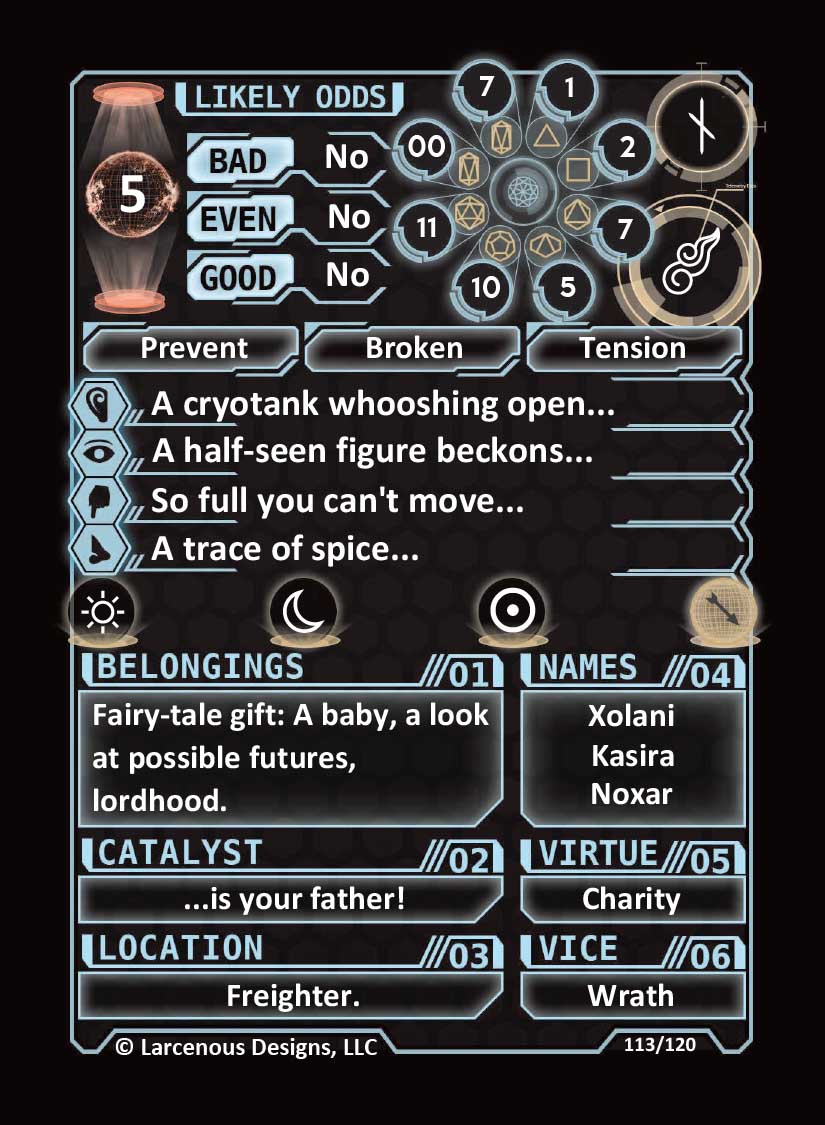 LIKELY ODDS
5
BAD No
EVEN No
GOOD No
7
1
00
2
11
7
10
5
Prevent
Broken
Tension
A cryotank whooshing open...
A half-seen figure beckons...
So full you can't move...
A trace of spice...
BELONGINGS ///01
Fairy-tale gift: A baby, a look
at possible futures,
lordhood.
NAMES ///04
Xolani
Kasira
Noxar
CATALYST ///02
...is your father!
VIRTUE ///05
Charity
LOCATION ///03
Freighter.
VICE ///06
Wrath
© Larcenous Designs, LLC
113/120